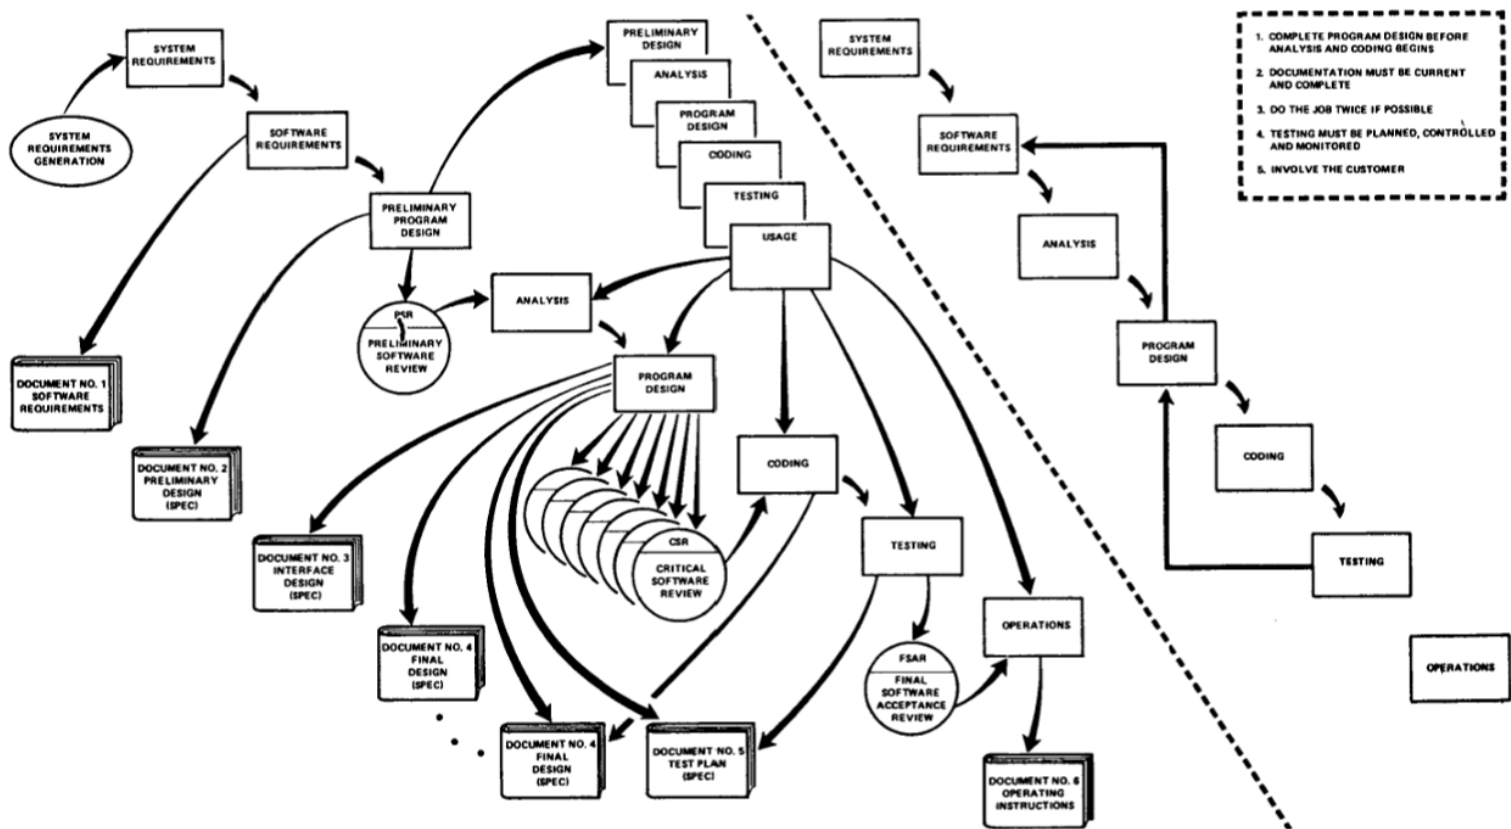 SYSTEM
REQUIREMENTS
SYSTEM
REQUIREMENTS
GENERATION
SOFTWARE
REQUIREMENTS
PRELIMINARY
PROGRAM
DESIGN
PRELIMINARY
DESIGN
ANALYSIS
PROGRAM
DESIGN
CODING
TESTING
USAGE
PSR
PRELIMINARY
SOFTWARE
REVIEW
ANALYSIS
PROGRAM
DESIGN
CODING
CSR
CRITICAL
SOFTWARE
REVIEW
TESTING
OPERATIONS
FSAR
FINAL
SOFTWARE
ACCEPTANCE
REVIEW
DOCUMENT NO. 1
SOFTWARE
REQUIREMENTS
DOCUMENT NO. 2
PRELIMINARY
DESIGN
(SPEC)
DOCUMENT NO. 3
INTERFACE
DESIGN
(SPEC)
DOCUMENT NO. 4
FINAL
DESIGN
(SPEC)
DOCUMENT NO. 4
FINAL
DESIGN
(SPEC)
DOCUMENT NO. 5
TEST PLAN
(SPEC)
DOCUMENT NO. 6
OPERATING
INSTRUCTIONS
SYSTEM
REQUIREMENTS
SOFTWARE
REQUIREMENTS
ANALYSIS
PROGRAM
DESIGN
CODING
TESTING
OPERATIONS
1. COMPLETE PROGRAM DESIGN BEFORE
ANALYSIS AND CODING BEGINS
2. DOCUMENTATION MUST BE CURRENT
AND COMPLETE
3. DO THE JOB TWICE IF POSSIBLE
4. TESTING MUST BE PLANNED, CONTROLLED
AND MONITORED
5. INVOLVE THE CUSTOMER